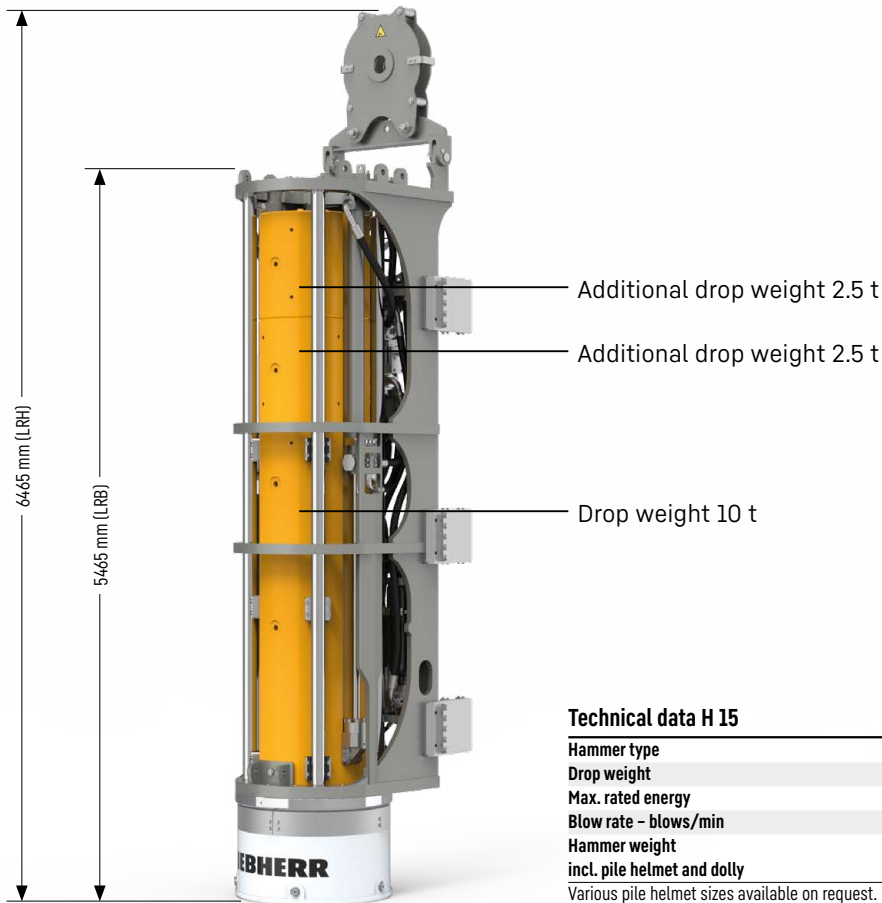 Additional drop weight 2.5 t
Additional drop weight 2.5 t
6465 mm (LRH)
5465 mm (LRB)
Drop weight 10 t
EBHERR
Technical data H 15
Hammer type
Drop weight
Max. rated energy
Blow rate – blows/min
Hammer weight
incl. pile helmet and dolly
Various pile helmet sizes available on request.